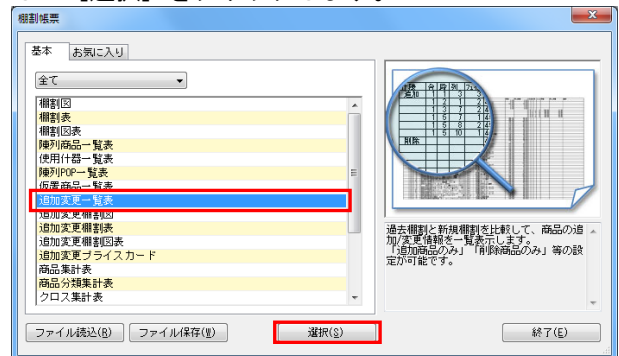 棚割帳票
基本 お気に入り
全て
棚割図
棚割表
棚割図表
陳列商品一覧表
使用什器一覧表
陳列POP一覧表
仮置商品一覧表
追加変更一覧表
追加変更棚割図
追加変更棚割表
追加変更棚割図表
追加変更プライスカード
商品集計表
商品分類集計表
クロス集計表
追加
削除
過去棚割と新規棚割を比較して、商品の追
加/変更情報を一覧表示します。
「追加商品のみ」「削除商品のみ」等の設
定が可能です。
ファイル読込(R) ファイル保存(W) 選択(S) 終了(E)